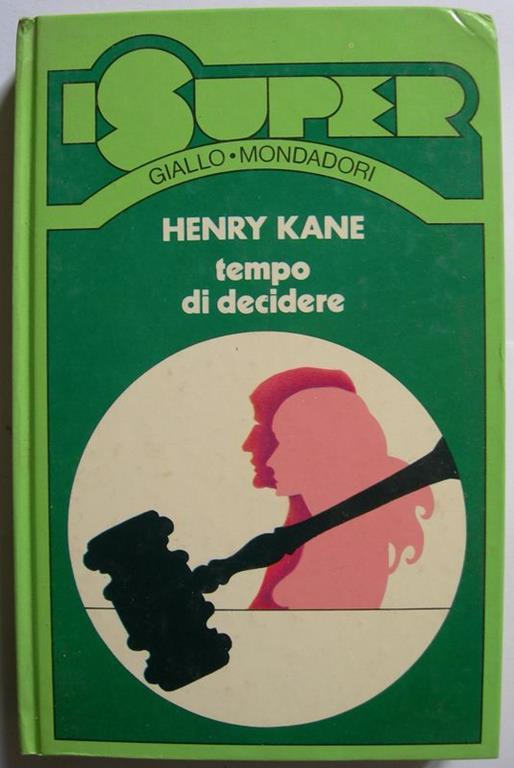 I SUPER
GIALLO • MONDADORI
HENRY KANE
tempo
di decidere